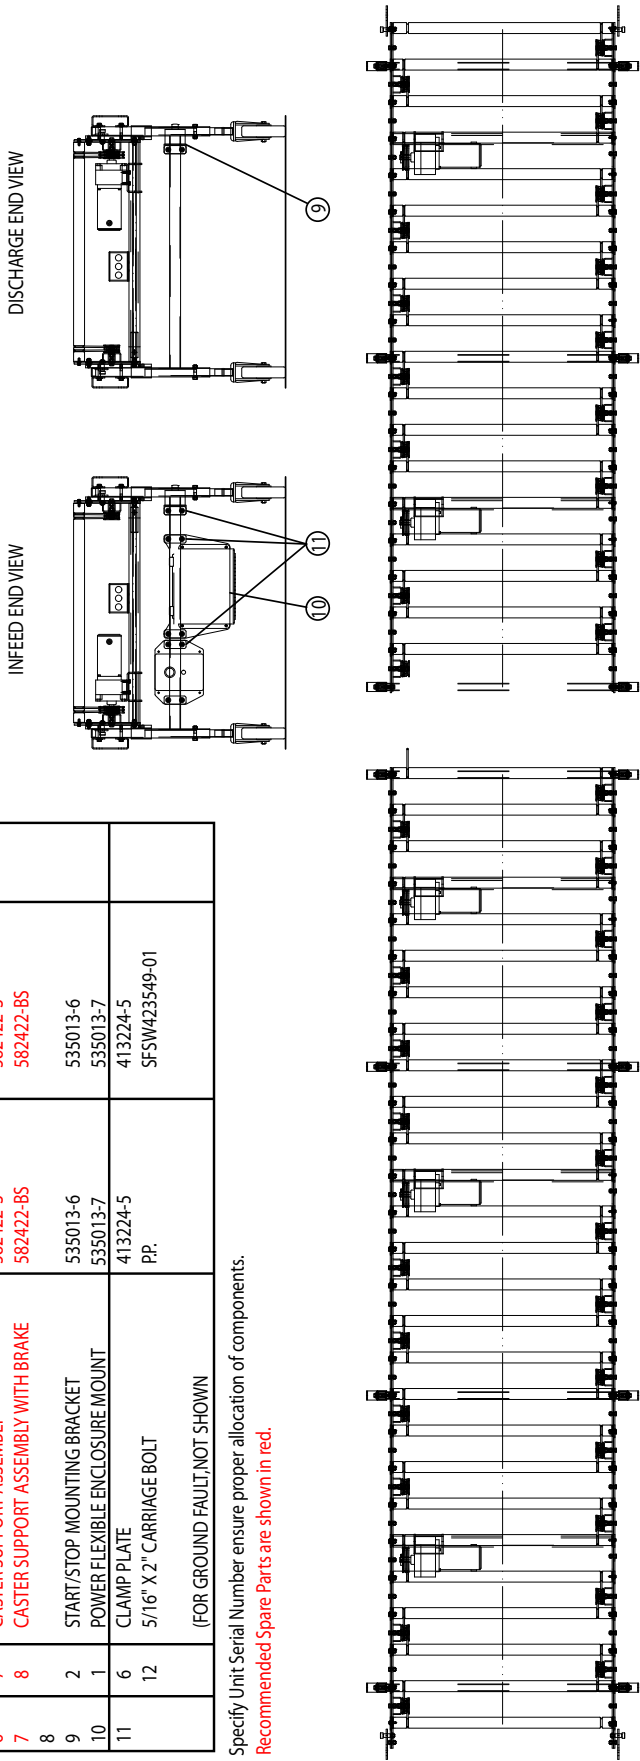 7 8 CASTER SUPPORT ASSEMBLY WITH BRAKE 582422-BS 582422-BS
8
9 2 START/STOP MOUNTING BRACKET 535013-6 535013-6
10 1 POWER FLEXIBLE ENCLOSURE MOUNT 535013-7 535013-7
11 6 CLAMP PLATE 413224-5 413224-5
12 5/16" X 2" CARRIAGE BOLT P.P. SFSW423549-01
(FOR GROUND FAULT,NOT SHOWN
Specify Unit Serial Number ensure proper allocation of components.
Recommended Spare Parts are shown in red.
INFEED END VIEW
10
11
DISCHARGE END VIEW
9